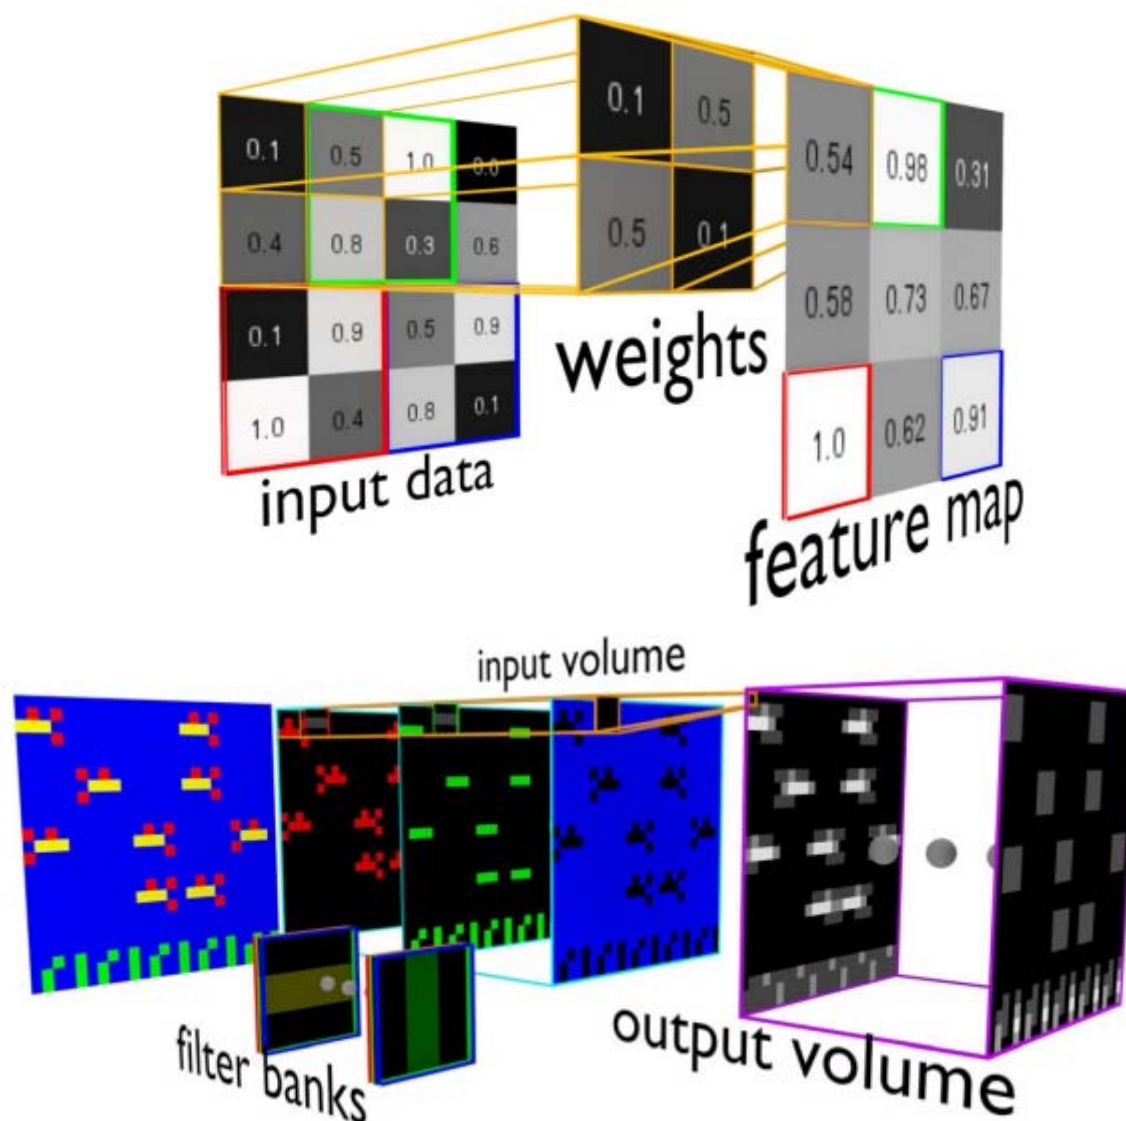 0.1 0.5 1.0 0.0
0.4 0.8 0.3 0.6
0.1 0.9 0.5 0.9
1.0 0.4 0.8 0.1
input data
0.1 0.5
0.5 0.1
weights
0.54 0.98 0.31
0.58 0.73 0.67
1.0 0.62 0.91
feature map
input volume
filter banks
output volume